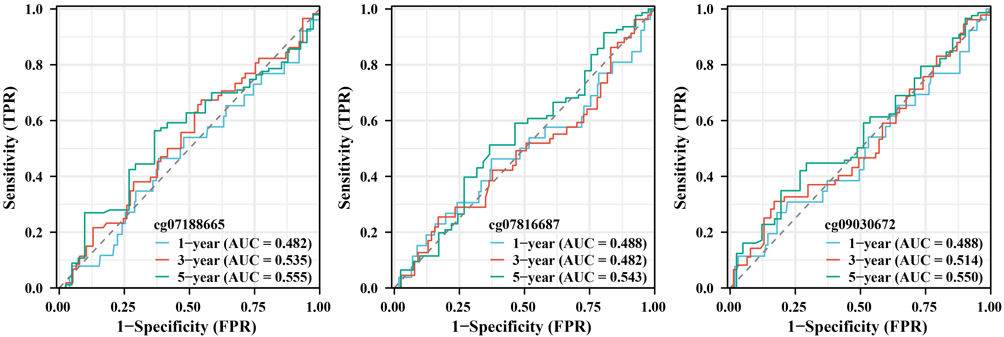 Sensitivity (TPR)
1.0
0.8
0.6
0.4
0.2
0.0
cg07188665
1−year (AUC = 0.482)
3−year (AUC = 0.535)
5−year (AUC = 0.555)
0.00 0.25 0.50 0.75 1.00
1−Specificity (FPR)
Sensitivity (TPR)
1.0
0.8
0.6
0.4
0.2
0.0
cg07816687
1−year (AUC = 0.488)
3−year (AUC = 0.482)
5−year (AUC = 0.543)
0.00 0.25 0.50 0.75 1.00
1−Specificity (FPR)
Sensitivity (TPR)
1.0
0.8
0.6
0.4
0.2
0.0
cg09030672
1−year (AUC = 0.488)
3−year (AUC = 0.514)
5−year (AUC = 0.550)
0.00 0.25 0.50 0.75 1.00
1−Specificity (FPR)